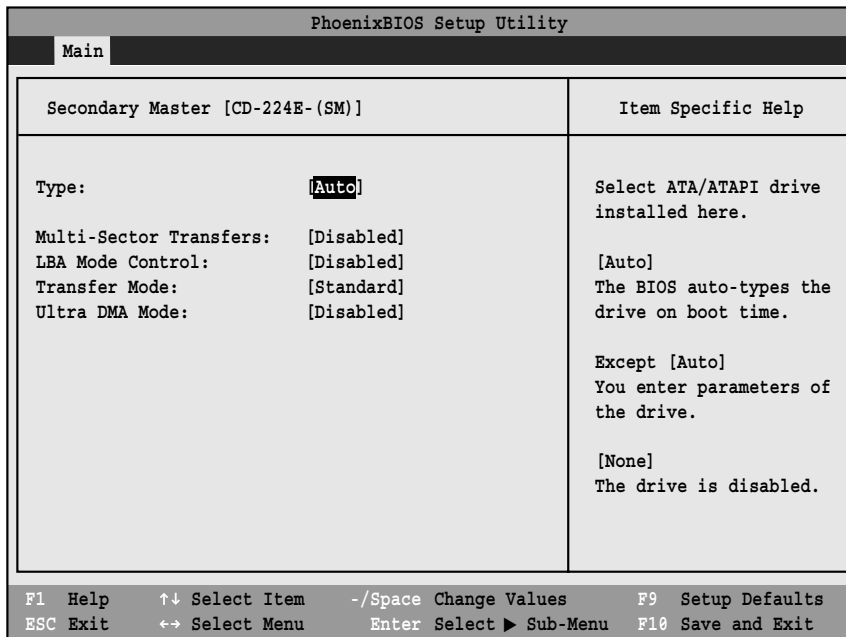 PhoenixBIOS Setup Utility
Main
Secondary Master [CD-224E-(SM)]
Item Specific Help
Type: [Auto]
Multi-Sector Transfers: [Disabled]
LBA Mode Control: [Disabled]
Transfer Mode: [Standard]
Ultra DMA Mode: [Disabled]
Select ATA/ATAPI drive
installed here.
[Auto]
The BIOS auto-types the
drive on boot time.
Except [Auto]
You enter parameters of
the drive.
[None]
The drive is disabled.
F1 Help ↑↓ Select Item -/Space Change Values F9 Setup Defaults
ESC Exit ←→ Select Menu Enter Select ▶ Sub-Menu F10 Save and Exit